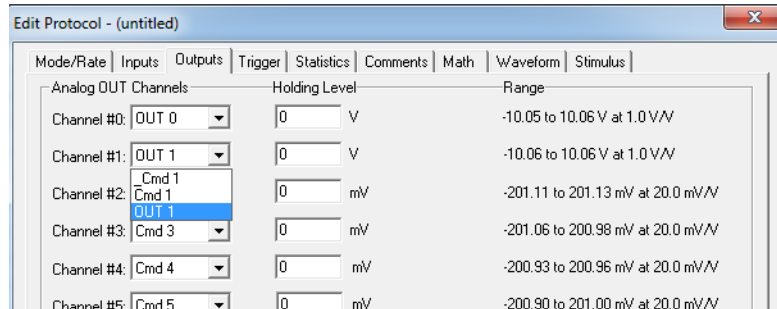 Edit Protocol - (untitled)
x
Mode/Rate Inputs Outputs Trigger Statistics Comments Math Waveform Stimulus
Analog OUT Channels Holding Level Range
Channel #0: OUT 0 0 V -10.05 to 10.06 V at 1.0 V/V
Channel #1: OUT 1 0 V -10.06 to 10.06 V at 1.0 V/V
_Cmd 1
Channel #2: Cmd 1 0 mV -201.11 to 201.13 mV at 20.0 mV/V
OUT 1
Channel #3: Cmd 3 0 mV -201.06 to 200.98 mV at 20.0 mV/V
Channel #4: Cmd 4 0 mV -200.93 to 200.96 mV at 20.0 mV/V
Channel #5: Cmd 5 0 mV -200.90 to 201.00 mV at 20.0 mV/V